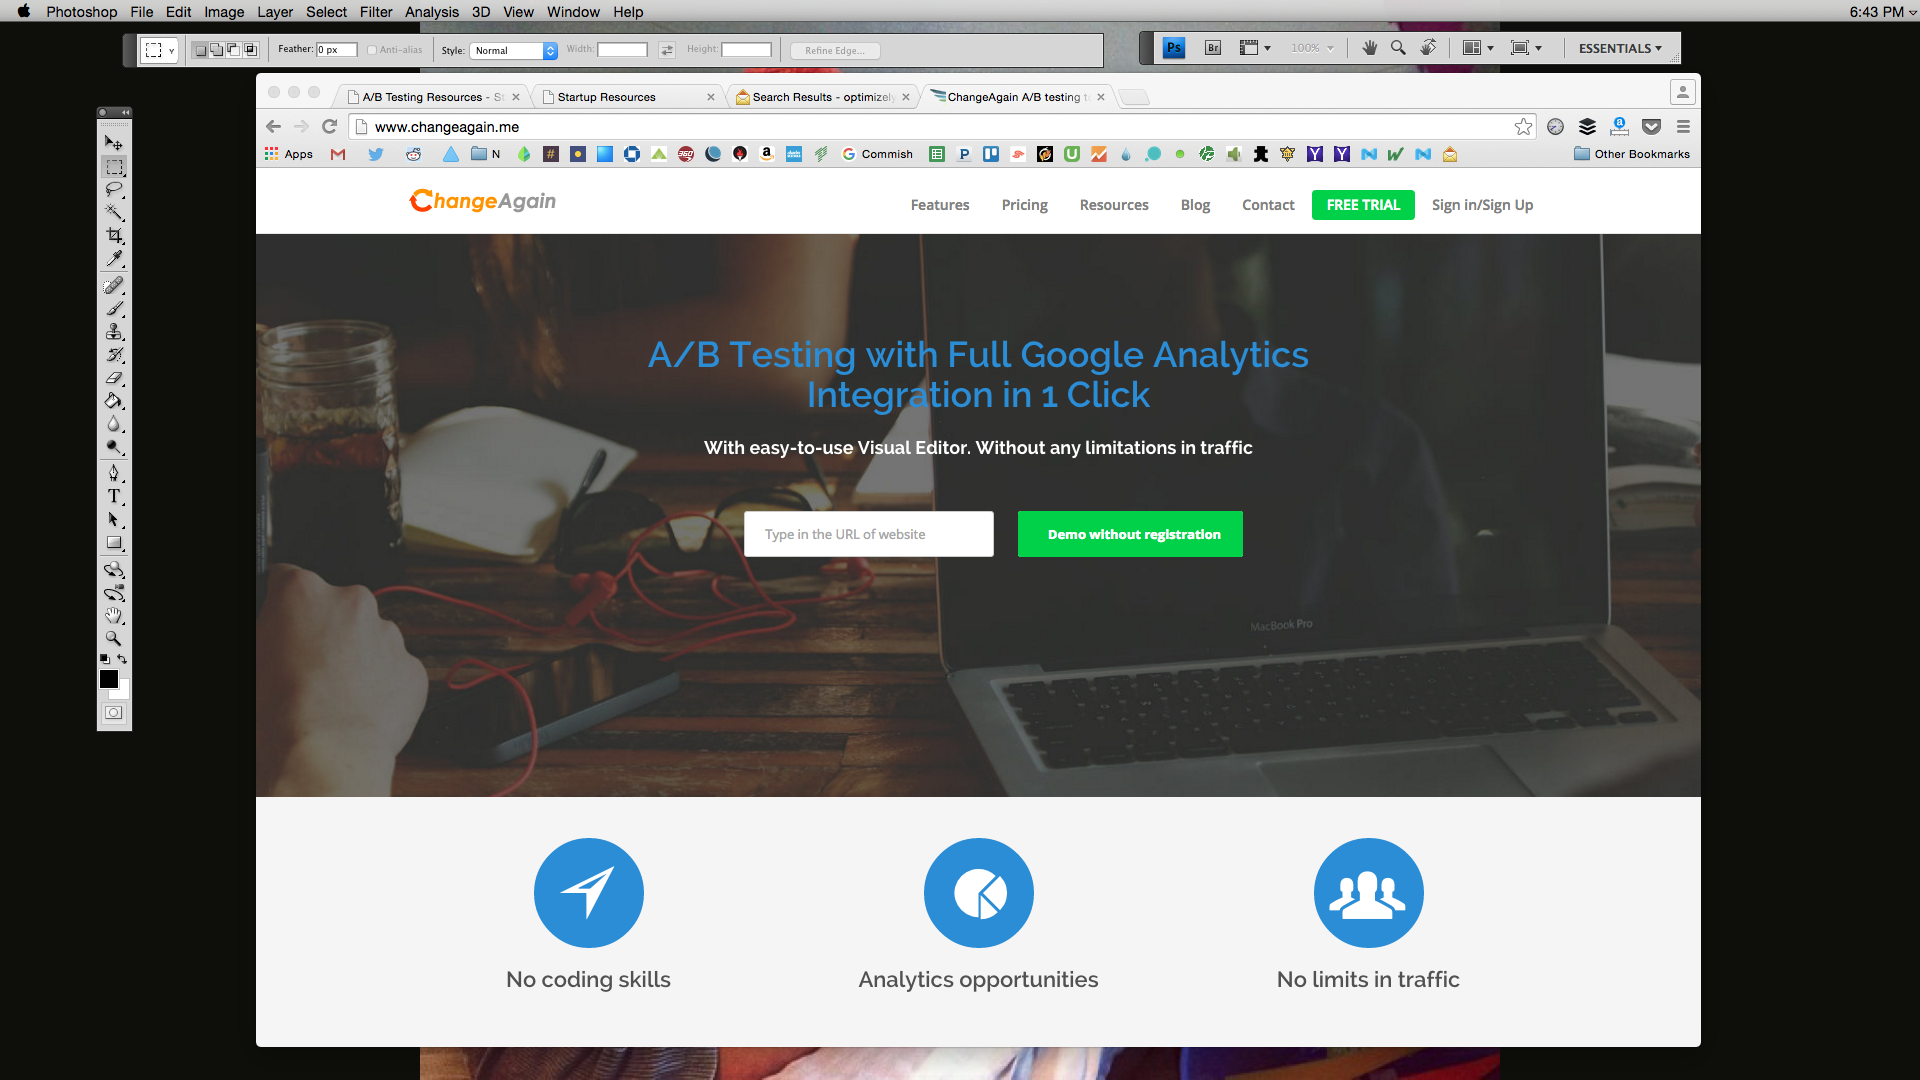 Photoshop File Edit Image Layer Select Filter Analysis 3D View Window Help 6:43 PM
Feather: 0 px Anti-alias Style: Normal Width: Height: Refine Edge... Ps Br 100% ESSENTIALS
A/B Testing Resources - St Startup Resources Search Results - optimizely ChangeAgain A/B testing t
www.changeagain.me
Apps N Commish Other Bookmarks
ChangeAgain Features Pricing Resources Blog Contact FREE TRIAL Sign in/Sign Up
A/B Testing with Full Google Analytics
Integration in 1 Click
With easy-to-use Visual Editor. Without any limitations in traffic
Type in the URL of website Demo without registration
MacBook Pro
No coding skills Analytics opportunities No limits in traffic